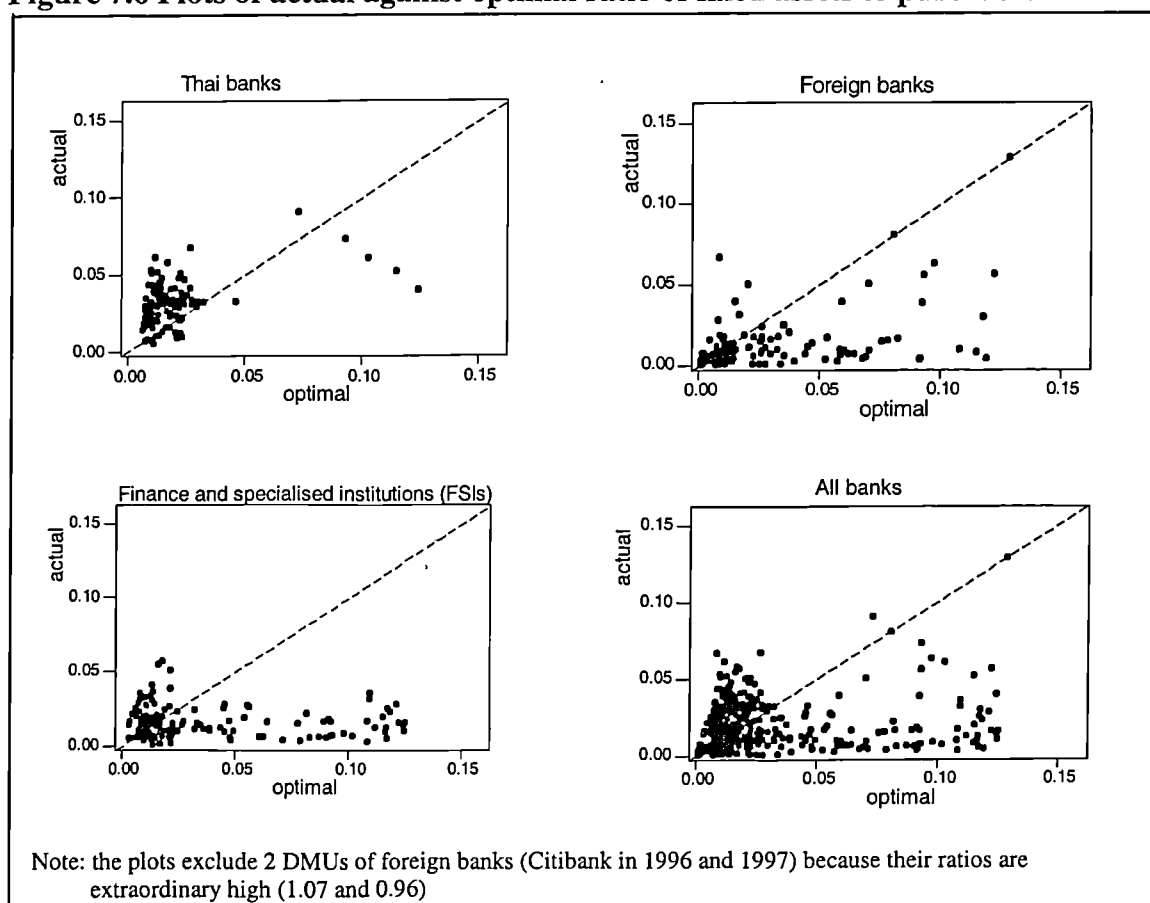 Thai banks
0.15
0.10
0.05
0.00
actual
0.00 0.05 0.10 0.15
optimal
Foreign banks
0.15
0.10
0.05
0.00
actual
0.00 0.05 0.10 0.15
optimal
Finance and specialised institutions (FSIs)
0.15
0.10
0.05
0.00
actual
0.00 0.05 0.10 0.15
optimal
All banks
0.15
0.10
0.05
0.00
actual
0.00 0.05 0.10 0.15
optimal
Note: the plots exclude 2 DMUs of foreign banks (Citibank in 1996 and 1997) because their ratios are
extraordinary high (1.07 and 0.96)